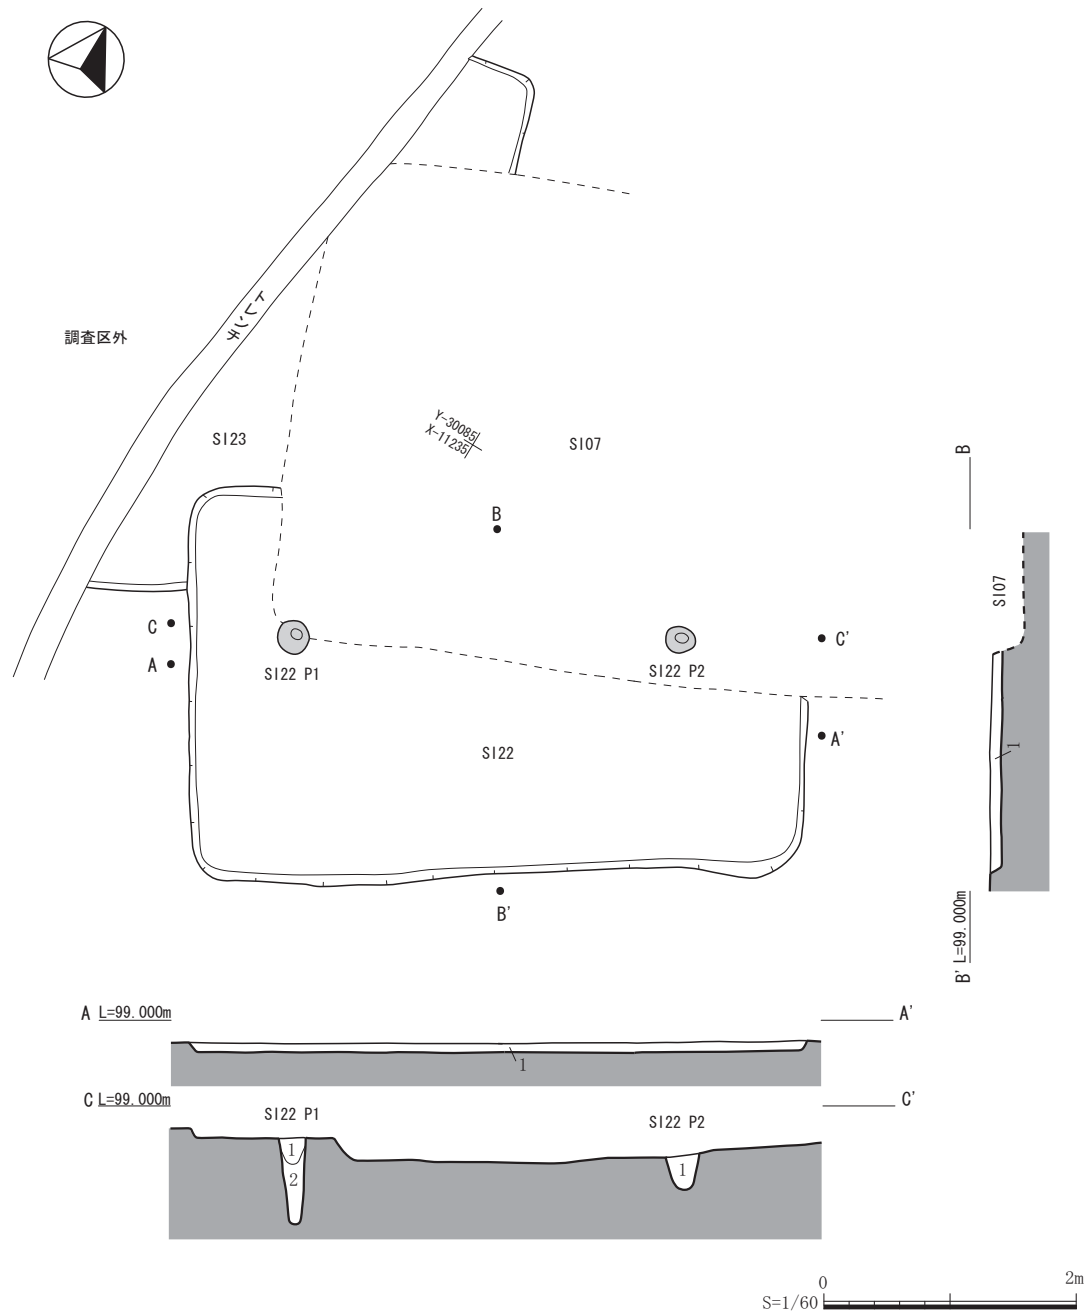 トレンチ
調査区外
SI23
Y-30085
X-11235
SI07
B
B
SI07
C
C'
SI22 P1
SI22 P2
A
A'
SI22
1
B'
B' L=99.000m
A L=99.000m
A'
1
C L=99.000m
C'
SI22 P1
SI22 P2
1
2
1
0
2m
S=1/60